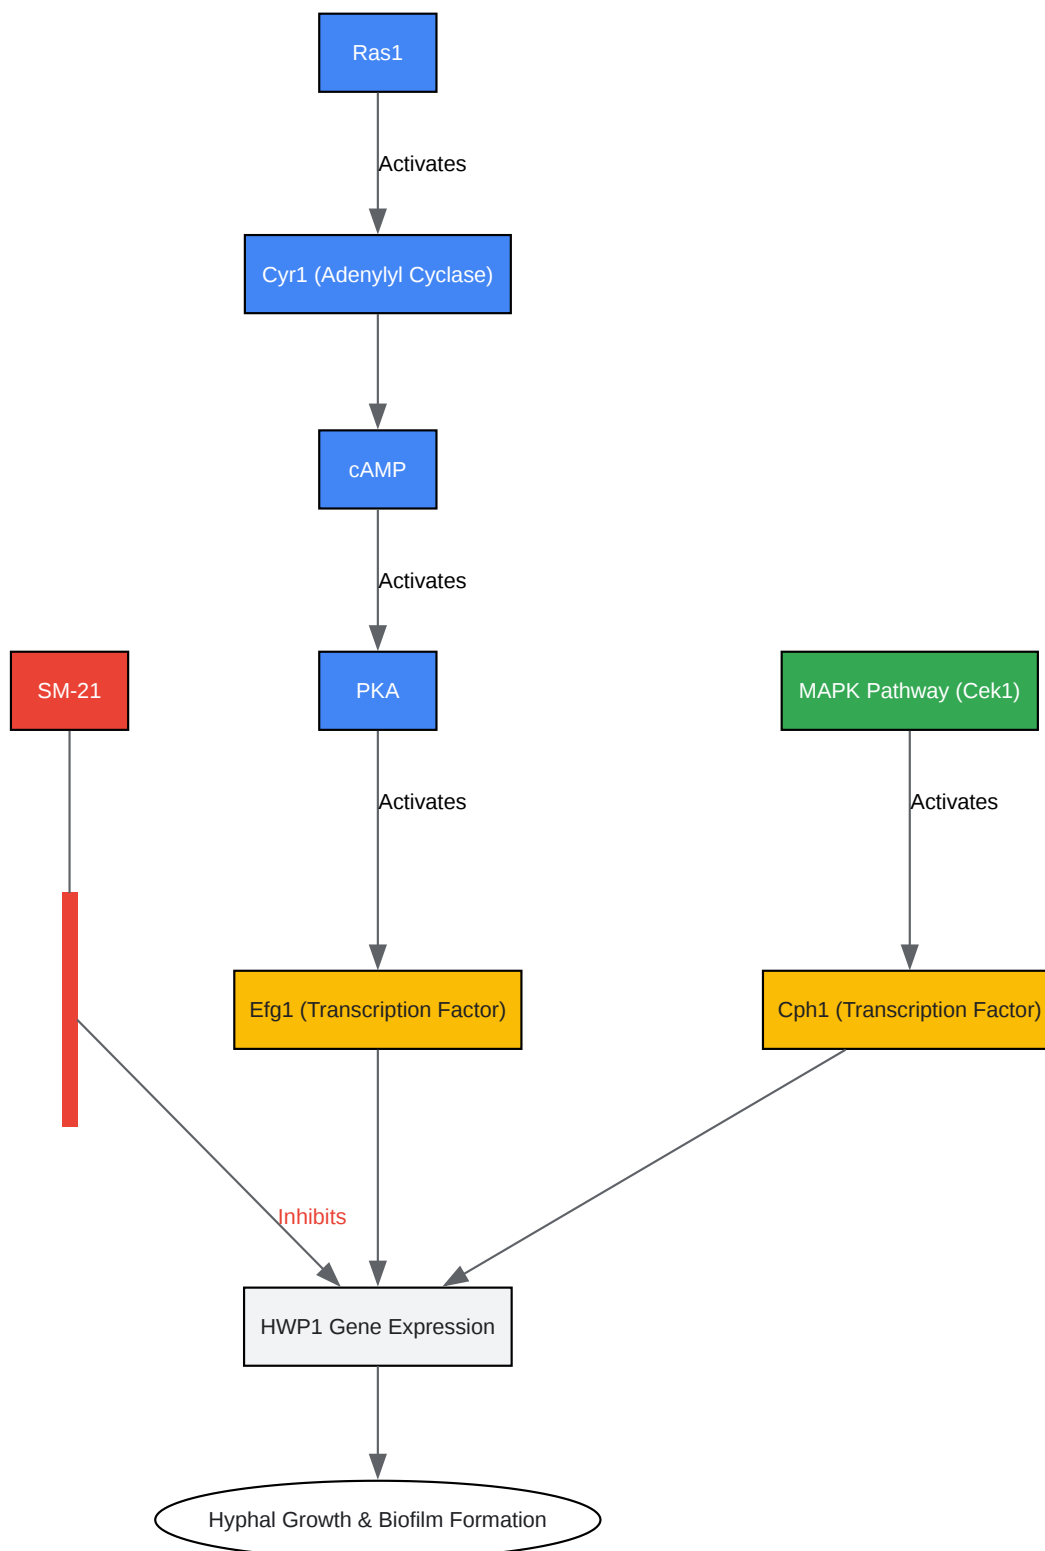 Ras1
Activates
Cyr1 (Adenylyl Cyclase)
cAMP
Activates
SM-21
PKA
MAPK Pathway (Cek1)
Activates
Activates
Efg1 (Transcription Factor)
Cph1 (Transcription Factor)
Inhibits
HWP1 Gene Expression
Hyphal Growth & Biofilm Formation